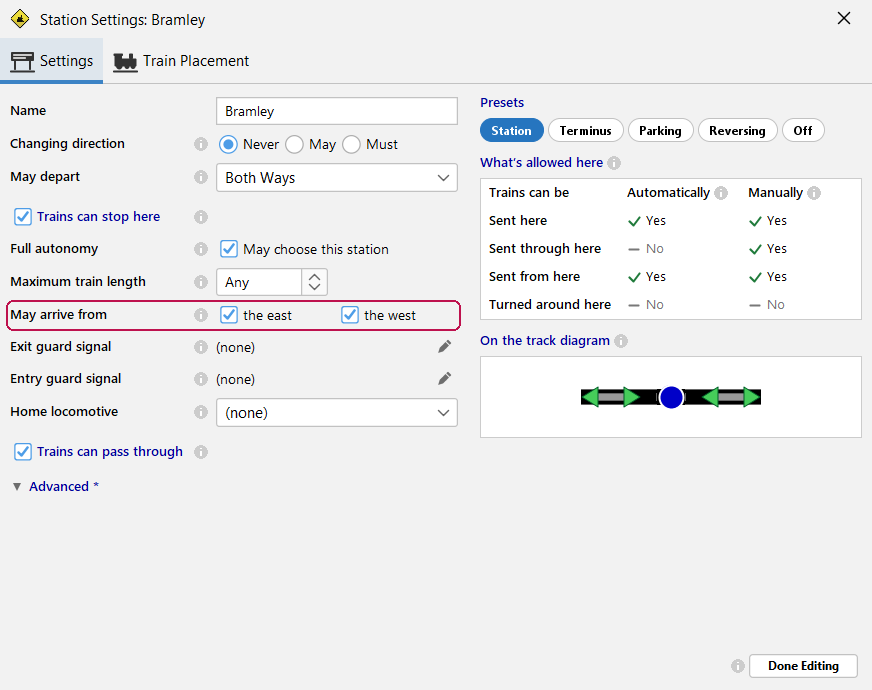 Station Settings: Bramley
Settings
Train Placement
Name
Bramley
Changing direction
Never
May
Must
May depart
Both Ways
Trains can stop here
Full autonomy
May choose this station
Maximum train length
Any
May arrive from
the east
the west
Exit guard signal
(none)
Entry guard signal
(none)
Home locomotive
(none)
Trains can pass through
Advanced *
Presets
Station
Terminus
Parking
Reversing
Off
What's allowed here
Trains can be
Automatically
Manually
Sent here
Yes
Yes
Sent through here
No
Yes
Sent from here
Yes
Yes
Turned around here
No
No
On the track diagram
Done Editing